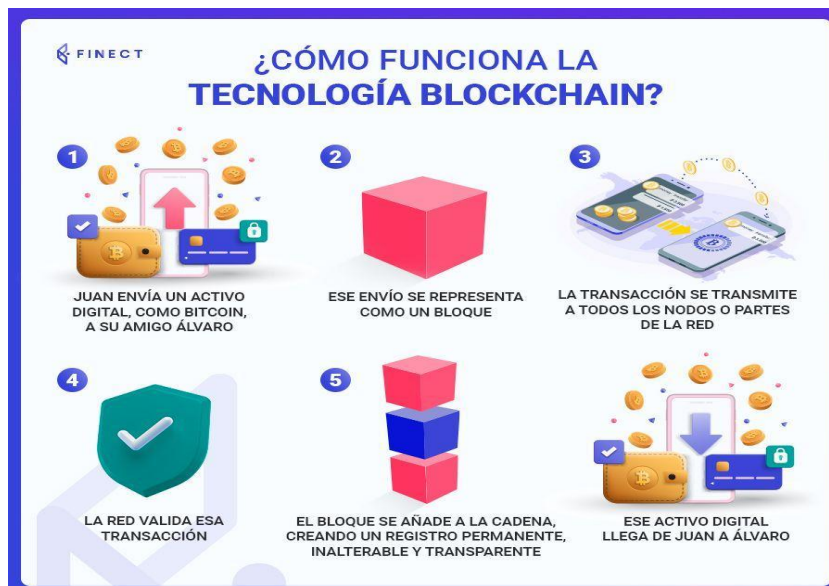 FINECT
¿CÓMO FUNCIONA LA
TECNOLOGÍA BLOCKCHAIN?
1
JUAN ENVÍA UN ACTIVO
DIGITAL, COMO BITCOIN,
A SU AMIGO ÁLVARO
2
ESE ENVÍO SE REPRESENTA
COMO UN BLOQUE
3
LA TRANSACCIÓN SE TRANSMITE
A TODOS LOS NODOS O PARTES
DE LA RED
4
LA RED VALIDA ESA
TRANSACCIÓN
5
EL BLOQUE SE AÑADE A LA CADENA,
CREANDO UN REGISTRO PERMANENTE,
INALTERABLE Y TRANSPARENTE
ESE ACTIVO DIGITAL
LLEGA DE JUAN A ÁLVARO